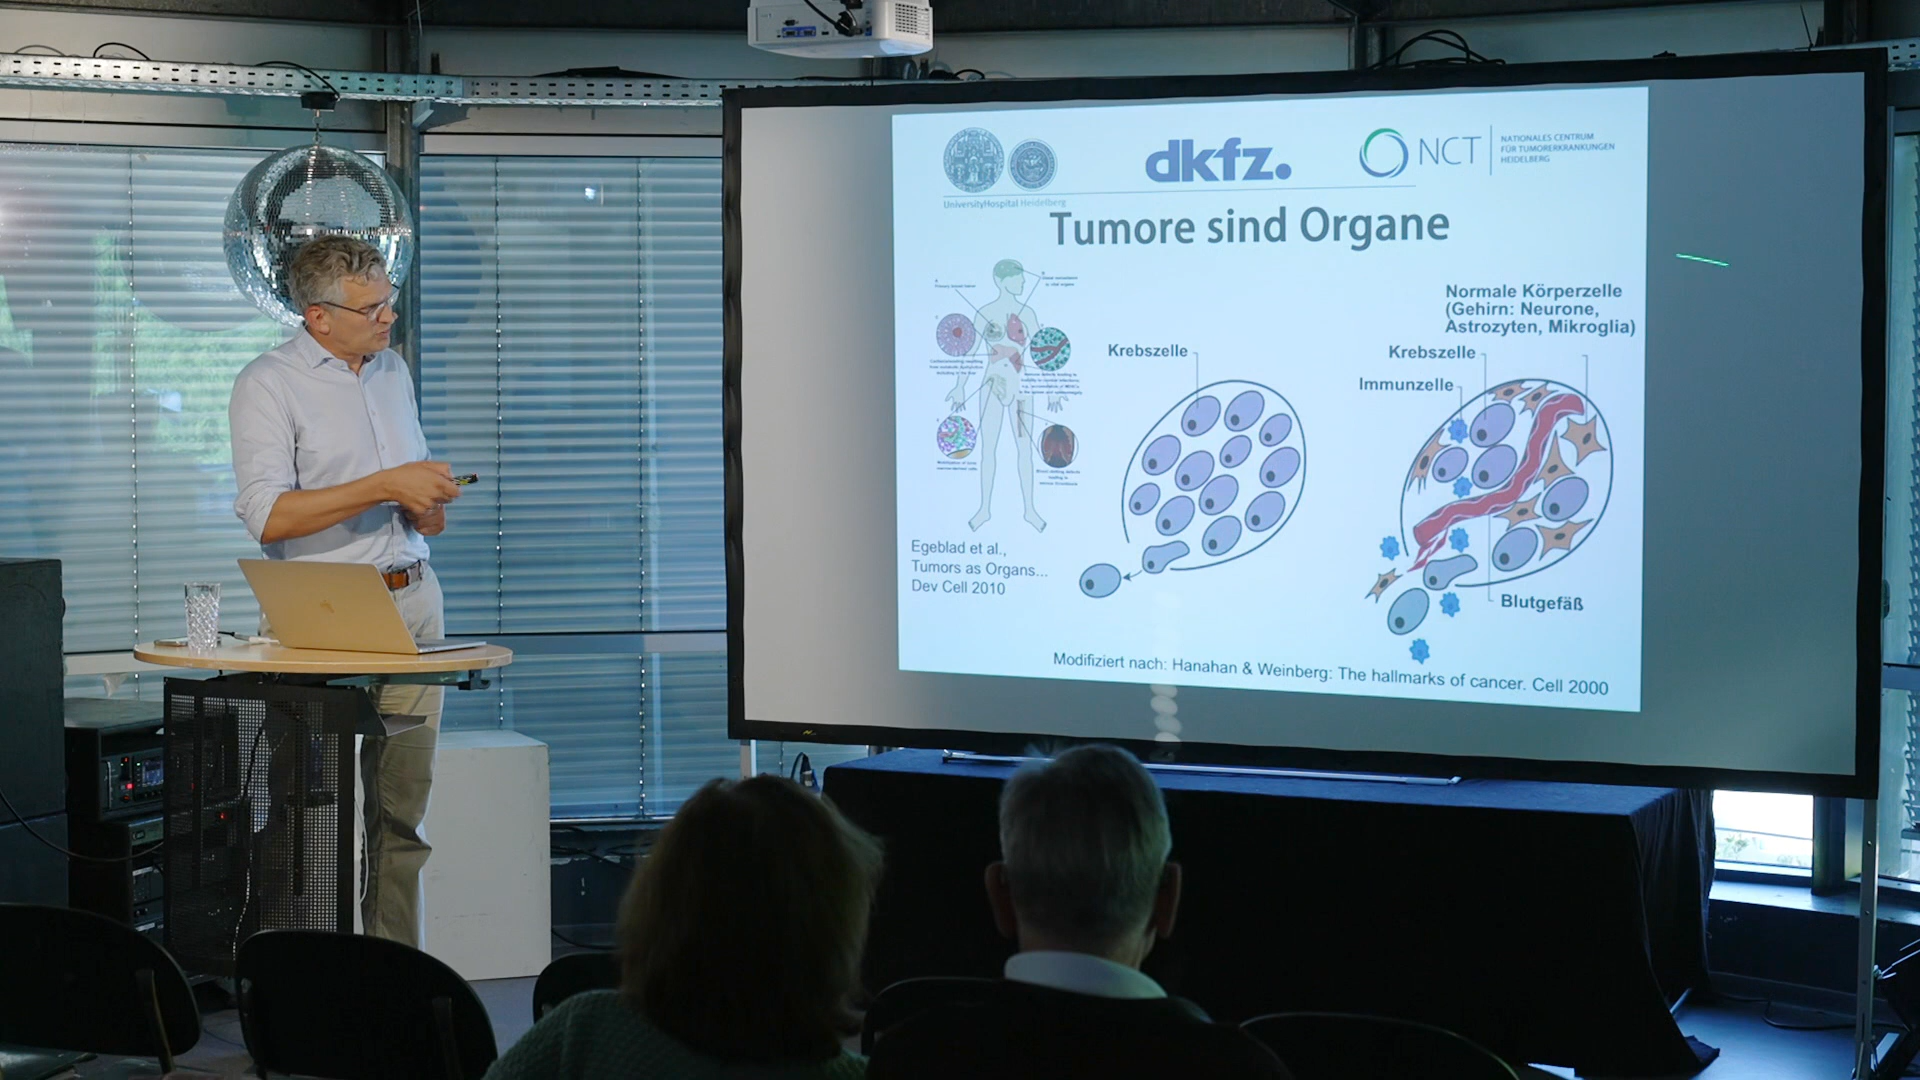 dkfz.
NCT
NATIONALES CENTRUM
FÜR TUMORERKRANKUNGEN
HEIDELBERG
UniversityHospital Heidelberg
Tumore sind Organe
Normale Körperzelle
(Gehirn: Neurone,
Astrozyten, Mikroglia)
Krebszelle
Krebszelle
Immunzelle
Egeblad et al.,
Tumors as Organs...
Dev Cell 2010
Blutgefäß
Modifiziert nach: Hanahan & Weinberg: The hallmarks of cancer. Cell 2000